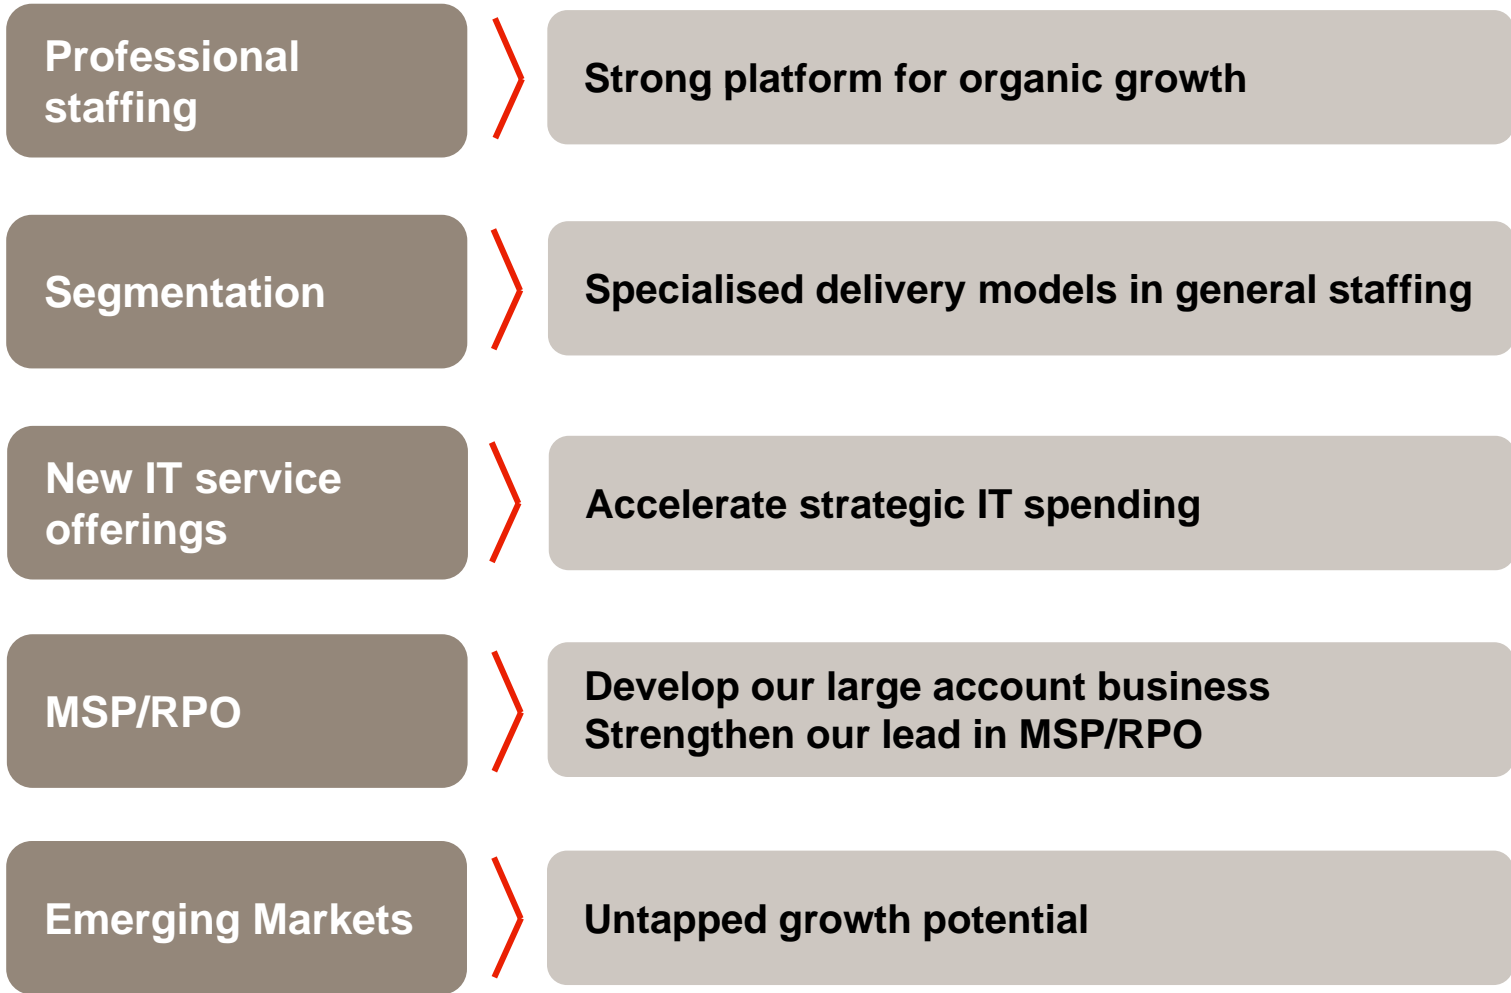 Professional
staffing
Strong platform for organic growth
Segmentation
Specialised delivery models in general staffing
New IT service
offerings
Accelerate strategic IT spending
MSP/RPO
Develop our large account business
Strengthen our lead in MSP/RPO
Emerging Markets
Untapped growth potential